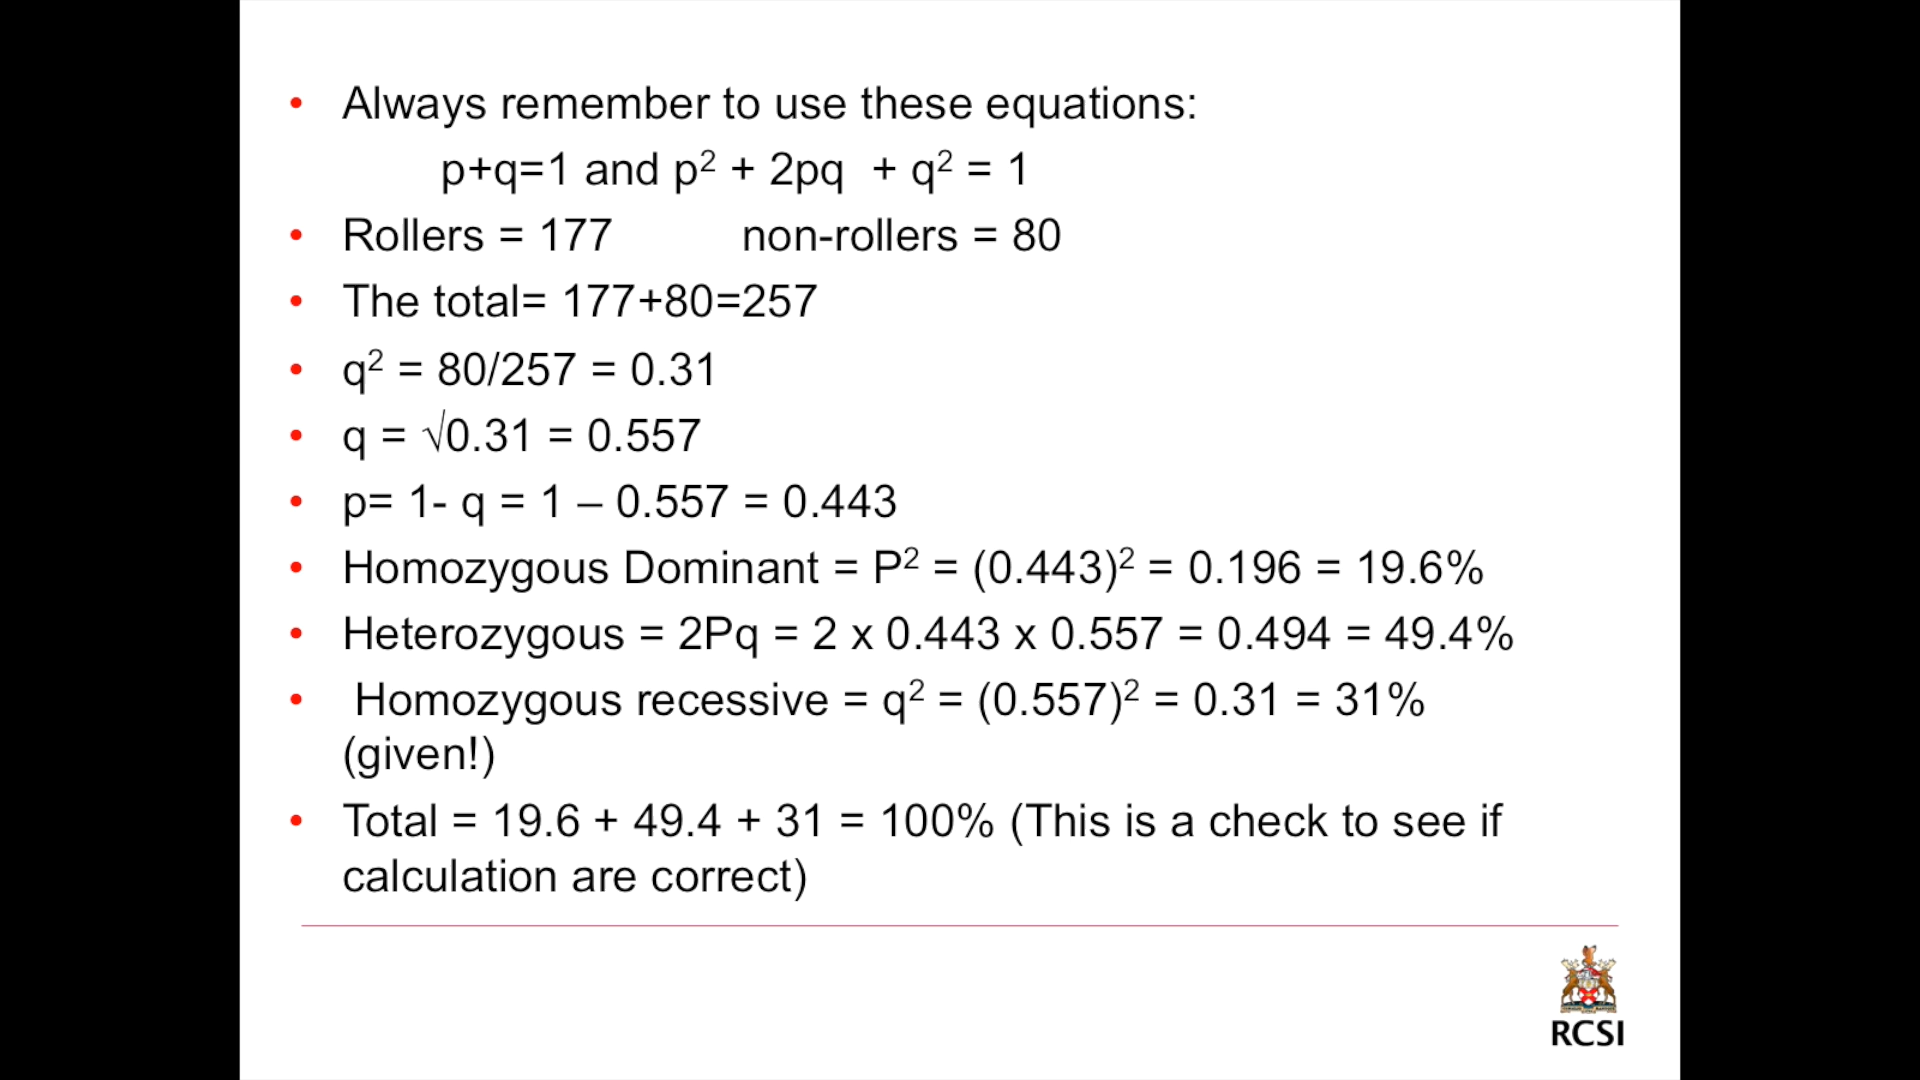 • Always remember to use these equations:
p+q=1 and p² + 2pq + q² = 1
• Rollers = 177 non-rollers = 80
• The total= 177+80=257
• q² = 80/257 = 0.31
• q = √0.31 = 0.557
• p= 1- q = 1 – 0.557 = 0.443
• Homozygous Dominant = P² = (0.443)² = 0.196 = 19.6%
• Heterozygous = 2Pq = 2 x 0.443 x 0.557 = 0.494 = 49.4%
• Homozygous recessive = q² = (0.557)² = 0.31 = 31%
(given!)
• Total = 19.6 + 49.4 + 31 = 100% (This is a check to see if
calculation are correct)
RCSI